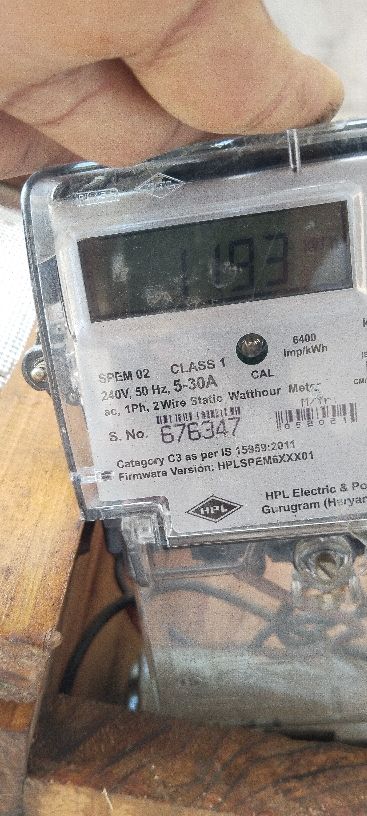 1193
6400
imp/kWh
SPEM 02 CLASS 1
CAL
240V, 50 Hz, 5-30A
ac, 1Ph, 2Wire Static Watthour Meter
M/Yr
S. No. 676347
Category C3 as per IS 15959:2011
Firmware Version: HPLSPEM6XXX01
HPL
HPL Electric & Po
Gurugram (Haryan